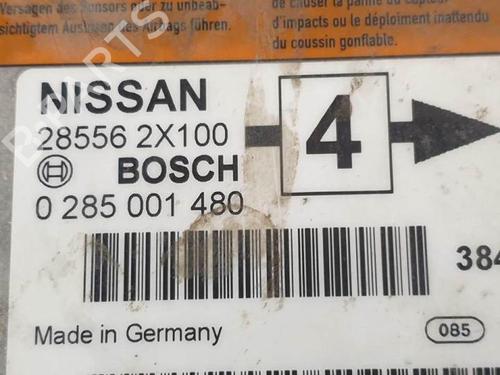 Versagen des Sensors oder zu unbeab-
sichtigtem Auslösen des Airbags führen.
de causer la panne du capteur
d'impacts ou le déploiement inattendu
du coussin gonflable.
NISSAN
28556 2X100
4
BOSCH
0 285 001 480
384
Made in Germany
085